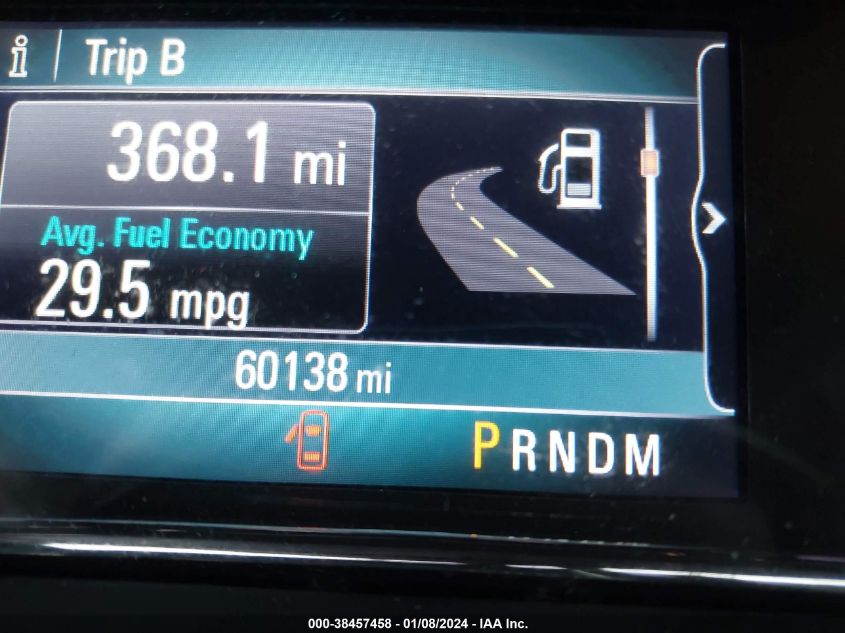 i Trip B
368.1 mi
Avg. Fuel Economy
29.5 mpg
60138 mi
PRNDM
000-38457458 - 01/08/2024 - IAA Inc.